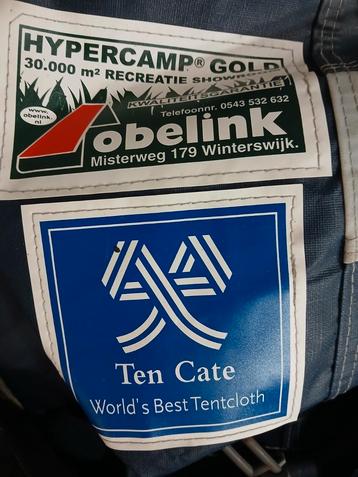 HYPERCAMP® GOLD
30.000 m² RECREATIE SHOWROOM
KWALITEITSGARANTIE!
Telefoonnr. 0543 532 632
www.
obelink.
nl
obelink
Misterweg 179 Winterswijk.
Ten Cate
World's Best Tentcloth